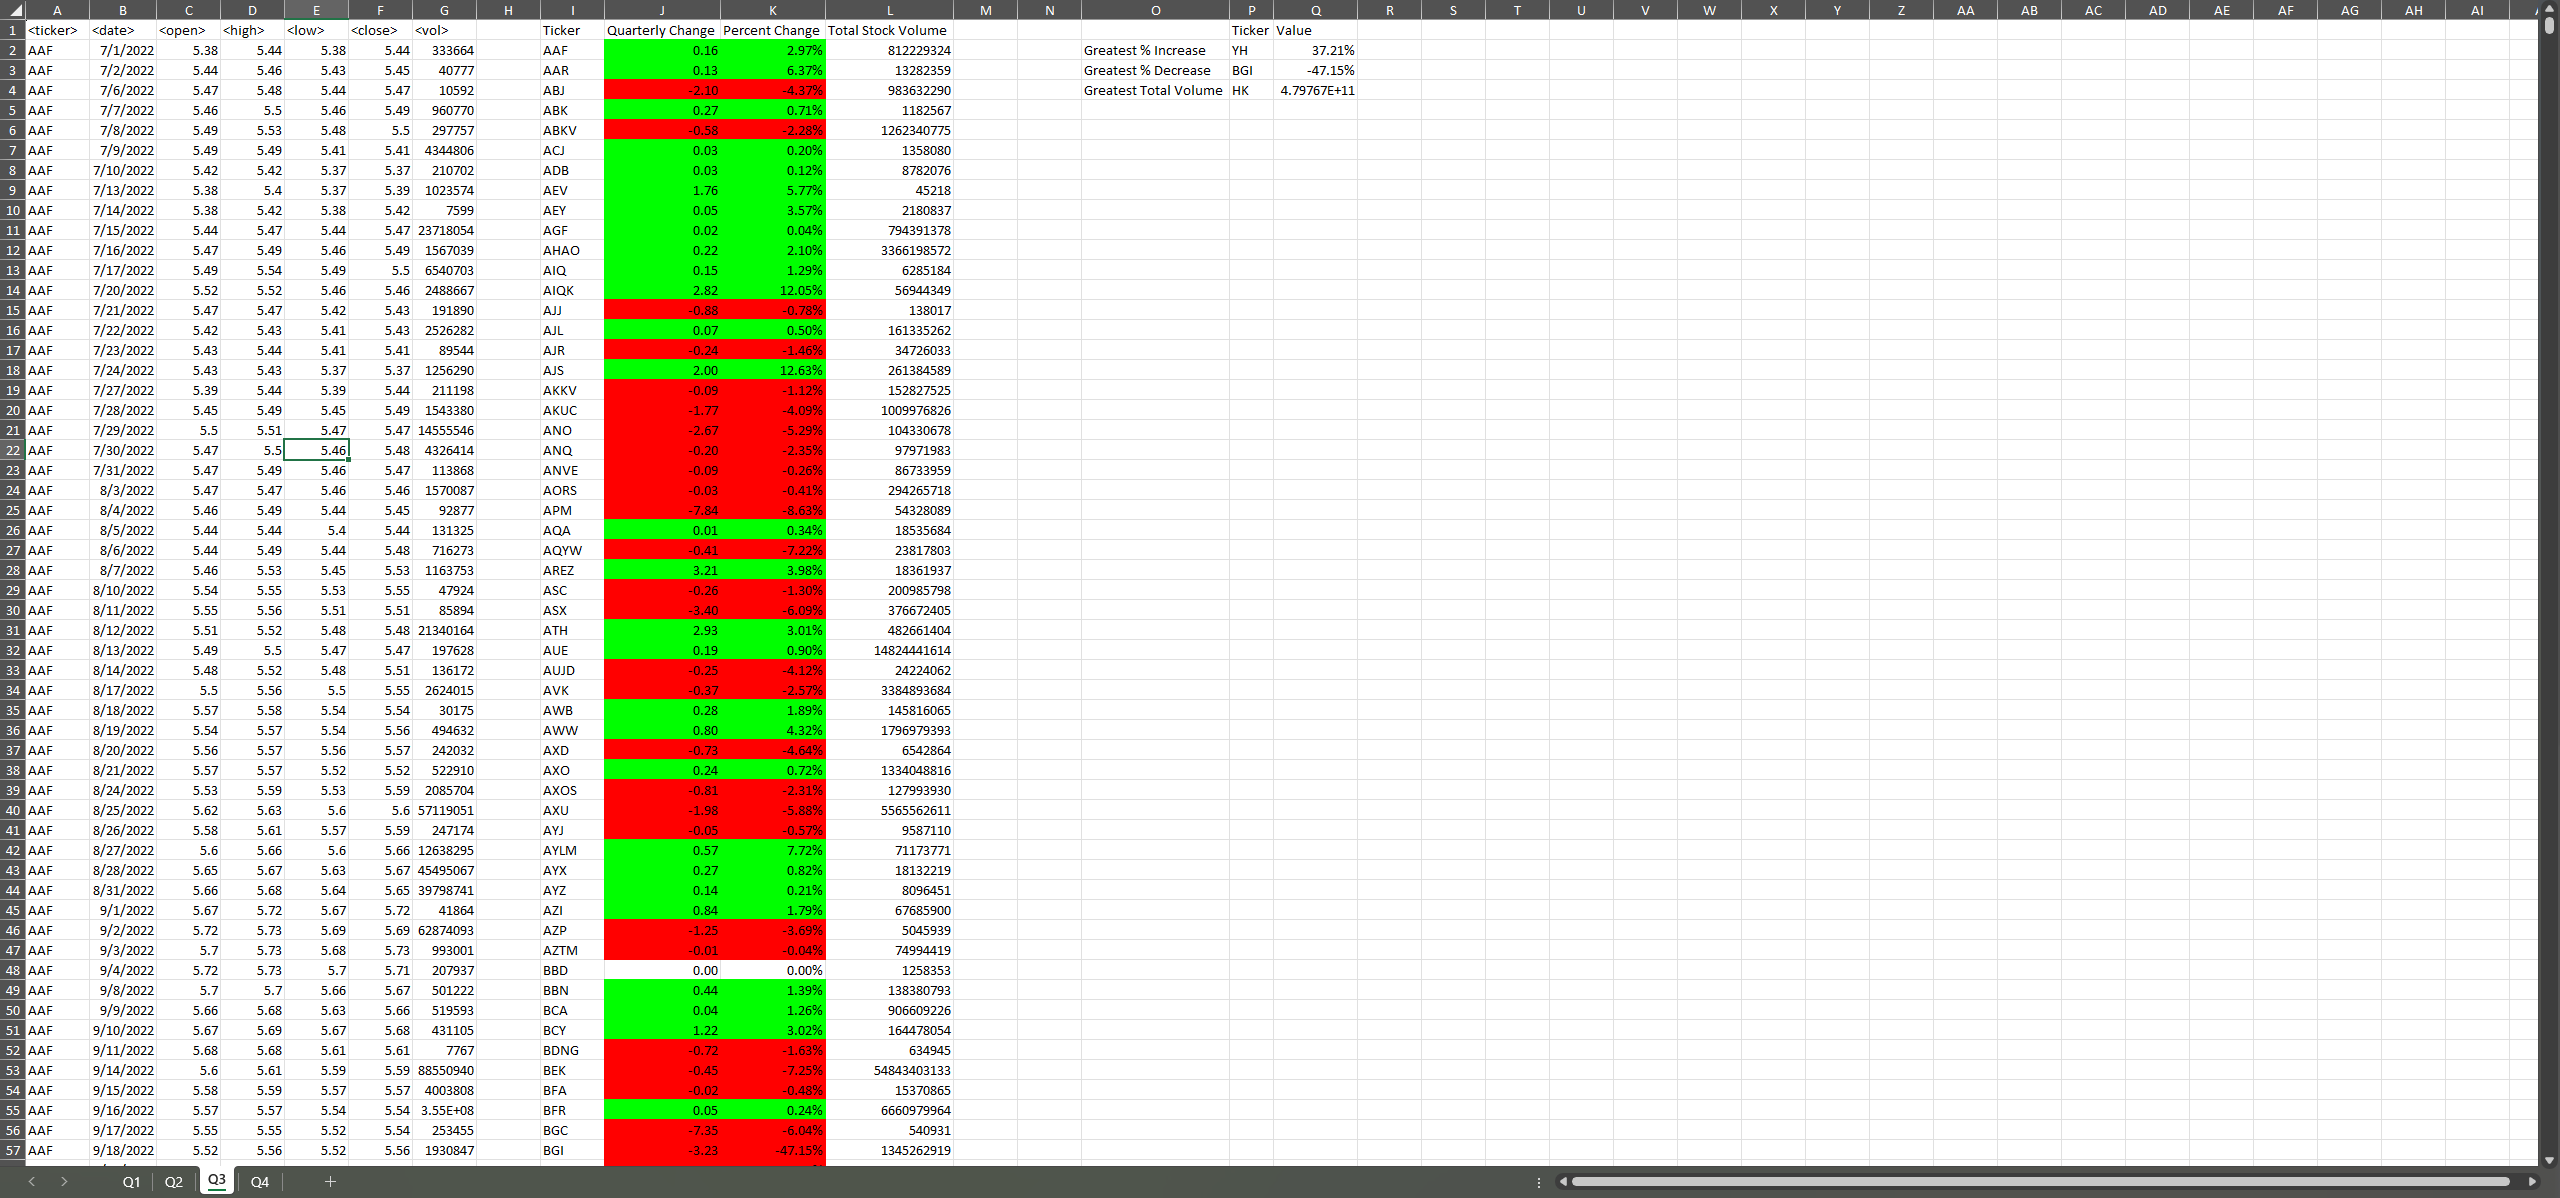 A B C D E F G H I J K L M N O P Q R S T U V W X Y Z AA AB AC AD AE AF AG AH AI
1 <ticker> <date> <open> <high> <low> <close> <vol> Ticker Quarterly Change Percent Change Total Stock Volume Ticker Value
2 AAF 7/1/2022 5.38 5.44 5.38 5.44 333664 AAF 0.16 2.97% 812229324 Greatest % Increase YH 37.21%
3 AAF 7/2/2022 5.44 5.46 5.43 5.45 40777 AAR 0.13 6.37% 13282359 Greatest % Decrease BGI -47.15%
4 AAF 7/6/2022 5.47 5.48 5.44 5.47 10592 ABJ -2.10 -4.37% 983632290 Greatest Total Volume HK 4.79767E+11
5 AAF 7/7/2022 5.46 5.5 5.46 5.49 960770 ABK 0.27 0.71% 1182567
6 AAF 7/8/2022 5.49 5.53 5.48 5.5 297757 ABKV -0.58 -2.28% 1262340775
7 AAF 7/9/2022 5.49 5.49 5.41 5.41 4344806 ACJ 0.03 0.20% 1358080
8 AAF 7/10/2022 5.42 5.42 5.37 5.37 210702 ADB 0.03 0.12% 8782076
9 AAF 7/13/2022 5.38 5.4 5.37 5.39 1023574 AEV 1.76 5.77% 45218
10 AAF 7/14/2022 5.38 5.42 5.38 5.42 7599 AEY 0.05 3.57% 2180837
11 AAF 7/15/2022 5.44 5.47 5.44 5.47 23718054 AGF 0.02 0.04% 794391378
12 AAF 7/16/2022 5.47 5.49 5.46 5.49 1567039 AHAO 0.22 2.10% 3366198572
13 AAF 7/17/2022 5.49 5.54 5.49 5.5 6540703 AIQ 0.15 1.29% 6285184
14 AAF 7/20/2022 5.52 5.52 5.46 5.46 2488667 AIQK 2.82 12.05% 56944349
15 AAF 7/21/2022 5.47 5.47 5.42 5.43 191890 AJJ -0.88 -0.78% 138017
16 AAF 7/22/2022 5.42 5.43 5.41 5.43 2526282 AJL 0.07 0.50% 161335262
17 AAF 7/23/2022 5.43 5.44 5.41 5.41 89544 AJR -0.24 -1.46% 34726033
18 AAF 7/24/2022 5.43 5.43 5.37 5.37 1256290 AJS 2.00 12.63% 261384589
19 AAF 7/27/2022 5.39 5.44 5.39 5.44 211198 AKKV -0.09 -1.12% 152827525
20 AAF 7/28/2022 5.45 5.49 5.45 5.49 1543380 AKUC -1.77 -4.09% 1009976826
21 AAF 7/29/2022 5.5 5.51 5.47 5.47 14555546 ANO -2.67 -5.29% 104330678
22 AAF 7/30/2022 5.47 5.5 5.46 5.48 4326414 ANQ -0.20 -2.35% 97971983
23 AAF 7/31/2022 5.47 5.49 5.46 5.47 113868 ANVE -0.09 -0.26% 86733959
24 AAF 8/3/2022 5.47 5.47 5.46 5.46 1570087 AORS -0.03 -0.41% 294265718
25 AAF 8/4/2022 5.46 5.49 5.44 5.45 92877 APM -7.84 -8.63% 54328089
26 AAF 8/5/2022 5.44 5.44 5.4 5.44 131325 AQA 0.01 0.34% 18535684
27 AAF 8/6/2022 5.44 5.49 5.44 5.48 716273 AQYW -0.41 -7.22% 23817803
28 AAF 8/7/2022 5.46 5.53 5.45 5.53 1163753 AREZ 3.21 3.98% 18361937
29 AAF 8/10/2022 5.54 5.55 5.53 5.55 47924 ASC -0.26 -1.30% 200985798
30 AAF 8/11/2022 5.55 5.56 5.51 5.51 85894 ASX -3.40 -6.09% 376672405
31 AAF 8/12/2022 5.51 5.52 5.48 5.48 21340164 ATH 2.93 3.01% 482661404
32 AAF 8/13/2022 5.49 5.5 5.47 5.47 197628 AUE 0.19 0.90% 14824441614
33 AAF 8/14/2022 5.48 5.52 5.48 5.51 136172 AUJD -0.25 -4.12% 24224062
34 AAF 8/17/2022 5.5 5.56 5.5 5.55 2624015 AVK -0.37 -2.57% 3384893684
35 AAF 8/18/2022 5.57 5.58 5.54 5.54 30175 AWB 0.28 1.89% 145816065
36 AAF 8/19/2022 5.54 5.57 5.54 5.56 494632 AWW 0.80 4.32% 1796979393
37 AAF 8/20/2022 5.56 5.57 5.56 5.57 242032 AXD -0.73 -4.64% 6542864
38 AAF 8/21/2022 5.57 5.57 5.52 5.52 522910 AXO 0.24 0.72% 1334048816
39 AAF 8/24/2022 5.53 5.59 5.53 5.59 2085704 AXOS -0.81 -2.31% 127993930
40 AAF 8/25/2022 5.62 5.63 5.6 5.6 57119051 AXU -1.98 -5.88% 5565562611
41 AAF 8/26/2022 5.58 5.61 5.57 5.59 247174 AYJ -0.05 -0.57% 9587110
42 AAF 8/27/2022 5.6 5.66 5.6 5.66 12638295 AYLM 0.57 7.72% 71173771
43 AAF 8/28/2022 5.65 5.67 5.63 5.67 45495067 AYX 0.27 0.82% 18132219
44 AAF 8/31/2022 5.66 5.68 5.64 5.65 39798741 AYZ 0.14 0.21% 8096451
45 AAF 9/1/2022 5.67 5.72 5.67 5.72 41864 AZI 0.84 1.79% 67685900
46 AAF 9/2/2022 5.72 5.73 5.69 5.69 62874093 AZP -1.25 -3.69% 5045939
47 AAF 9/3/2022 5.7 5.73 5.68 5.73 993001 AZTM -0.01 -0.04% 74994419
48 AAF 9/4/2022 5.72 5.73 5.7 5.71 207937 BBD 0.00 0.00% 1258353
49 AAF 9/8/2022 5.7 5.7 5.66 5.67 501222 BBN 0.44 1.39% 138380793
50 AAF 9/9/2022 5.66 5.68 5.63 5.66 519593 BCA 0.04 1.26% 906609226
51 AAF 9/10/2022 5.67 5.69 5.67 5.68 431105 BCY 1.22 3.02% 164478054
52 AAF 9/11/2022 5.68 5.68 5.61 5.61 7767 BDNG -0.72 -1.63% 634945
53 AAF 9/14/2022 5.6 5.61 5.59 5.59 88550940 BEK -0.45 -7.25% 54843403133
54 AAF 9/15/2022 5.58 5.59 5.57 5.57 4003808 BFA -0.02 -0.48% 15370865
55 AAF 9/16/2022 5.57 5.57 5.54 5.54 3.55E+08 BFR 0.05 0.24% 6660979964
56 AAF 9/17/2022 5.55 5.55 5.52 5.54 253455 BGC -7.35 -6.04% 540931
57 AAF 9/18/2022 5.52 5.56 5.52 5.56 1930847 BGI -3.23 -47.15% 1345262919
Q1 Q2 Q3 Q4 +